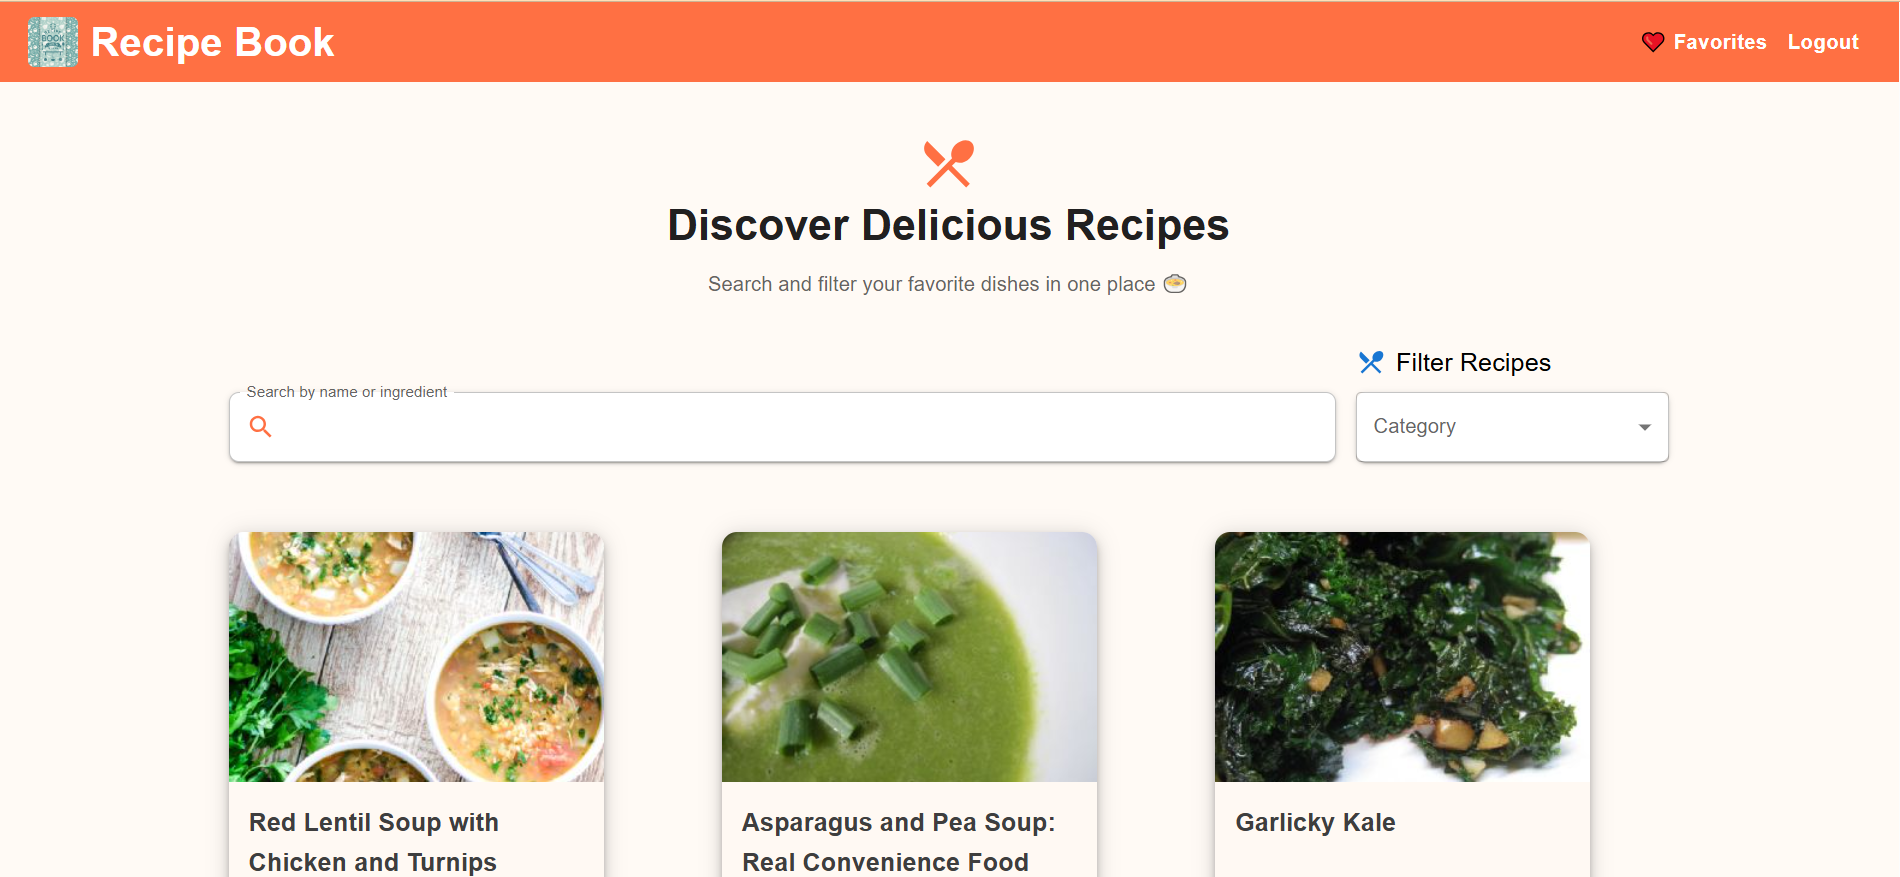 BOOK
Recipe Book
Favorites
Logout
Discover Delicious Recipes
Search and filter your favorite dishes in one place
Filter Recipes
Search by name or ingredient
Category
Red Lentil Soup with
Chicken and Turnips
Asparagus and Pea Soup:
Real Convenience Food
Garlicky Kale